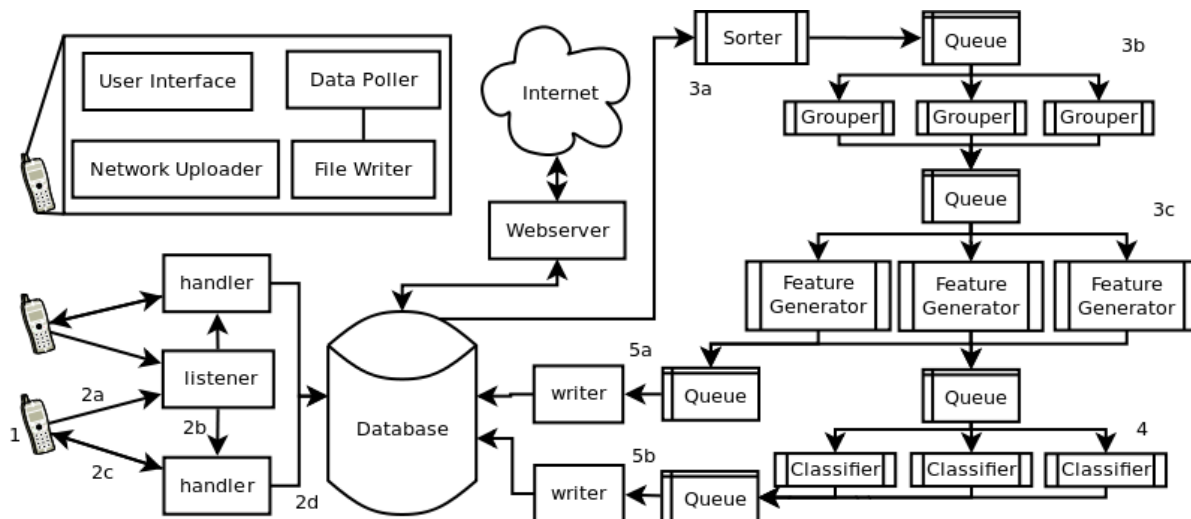 User Interface
Data Poller
Network Uploader
File Writer
Internet
Webserver
Sorter
Queue
3a
3b
Grouper
Grouper
Grouper
Queue
3c
Feature
Generator
Feature
Generator
Feature
Generator
handler
listener
handler
1
2a
2b
2c
2d
Database
5a
writer
Queue
Queue
4
Classifier
Classifier
Classifier
5b
writer
Queue